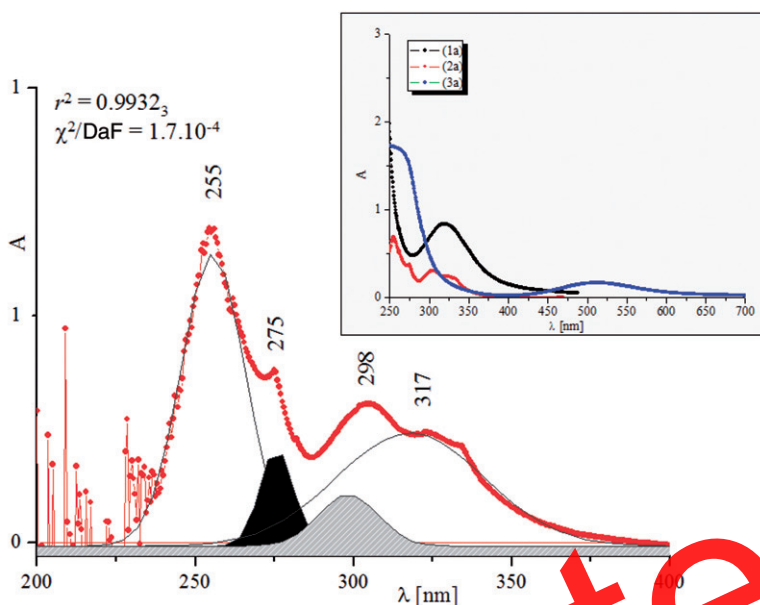 r² = 0.9932₃
χ²/DaF = 1.7.10⁻⁴
A
1
1
0
255
275
298
317
200
250
300
350
400
λ [nm]
3
2
1
0
A
(1a)
(2a)
(3a)
250 300 350 400 450 500 550 600 650 700
λ [nm]
te